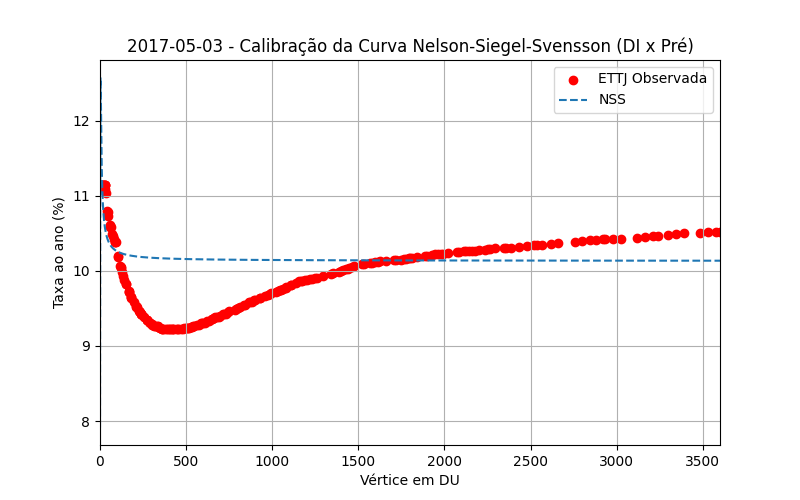 2017-05-03 - Calibração da Curva Nelson-Siegel-Svensson (DI x Pré)
ETTJ Observada
NSS
Taxa ao ano (%)
12
11
10
9
8
0 500 1000 1500 2000 2500 3000 3500
Vértice em DU